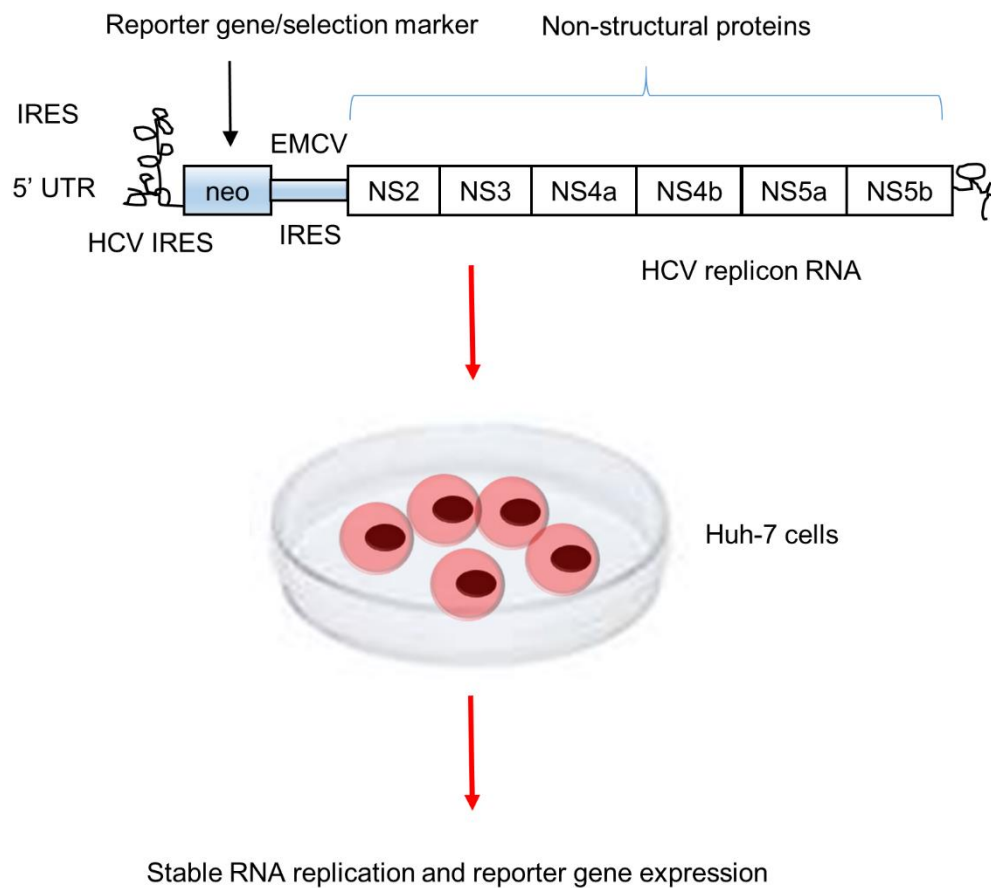 Reporter gene/selection marker
Non-structural proteins
IRES
EMCV
5’ UTR
neo
NS2
NS3
NS4a
NS4b
NS5a
NS5b
HCV IRES
IRES
HCV replicon RNA
Huh-7 cells
Stable RNA replication and reporter gene expression